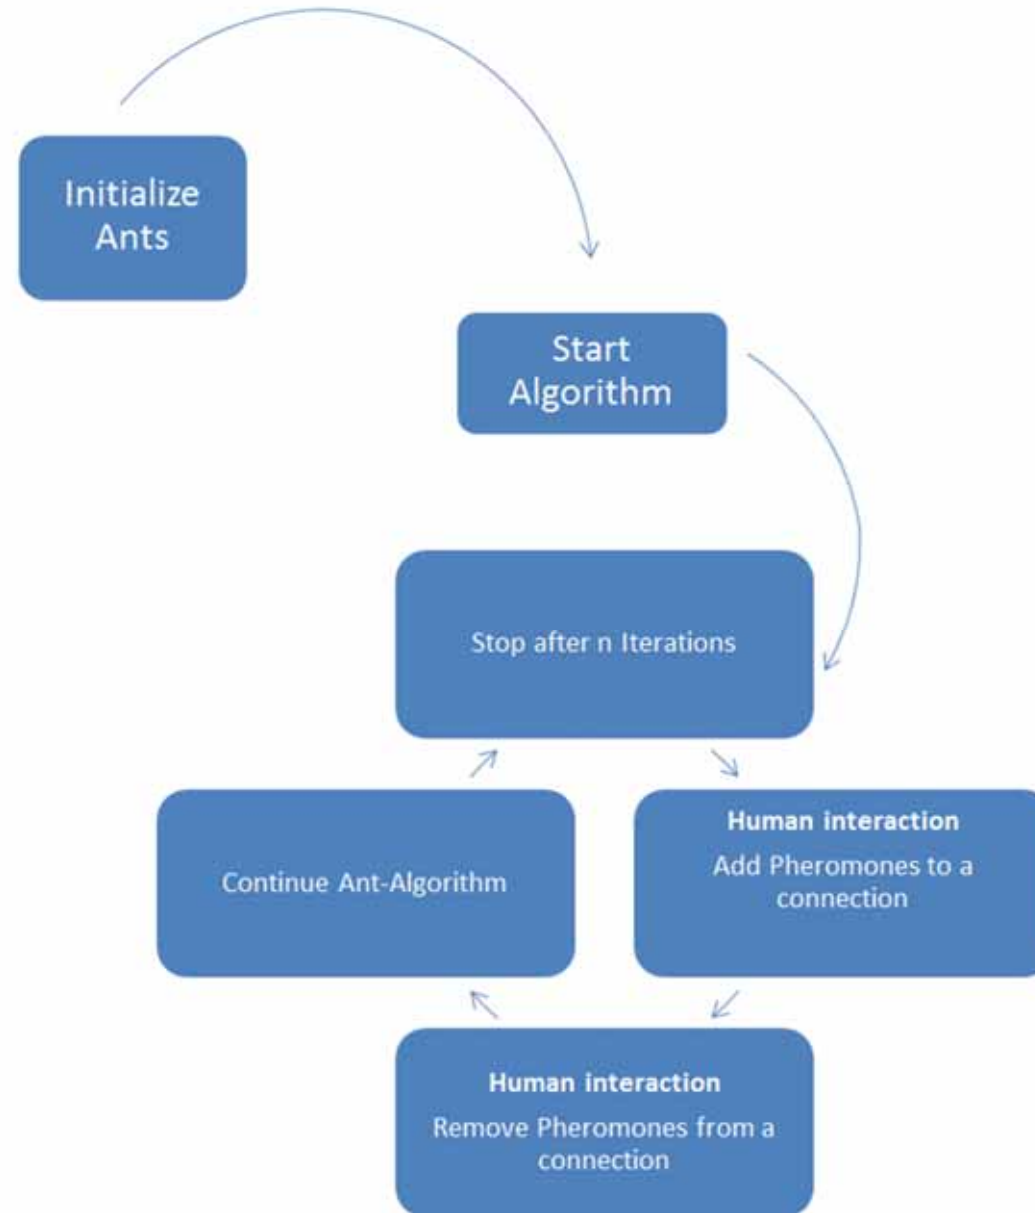 Initialize
Ants
Start
Algorithm
Stop after n Iterations
Human interaction
Add Pheromones to a
connection
Human interaction
Remove Pheromones from a
connection
Continue Ant-Algorithm